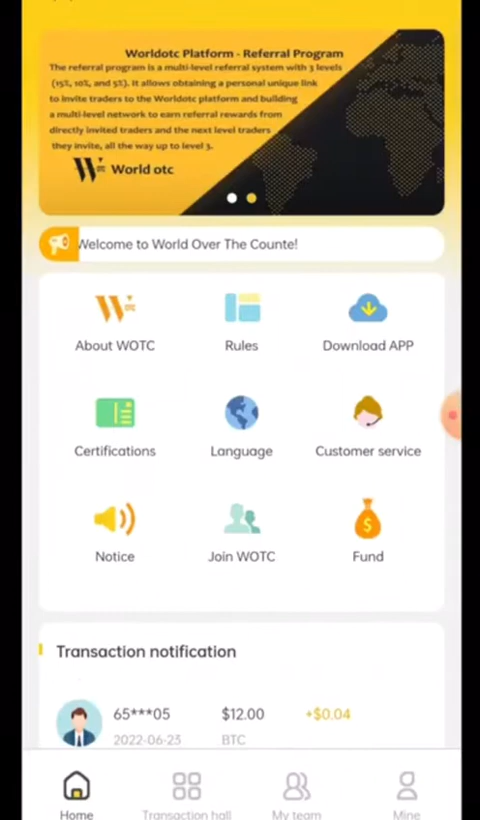 Worldotc Platform - Referral Program
The referral program is a multi-level referral system with 3 levels
(15%, 10%, and 5%). It allows obtaining a personal unique link
to invite traders to the Worldotc platform and building
a multi-level network to earn referral rewards from
directly invited traders and the next level traders
they invite, all the way up to level 3.
W OTC World otc
Welcome to World Over The Counte!
W OTC
About WOTC
Rules
Download APP
Certifications
Language
Customer service
$
Notice
Join WOTC
Fund
Transaction notification
65***05 $12.00 +$0.04
2022-06-23 BTC
Home
Transaction hall
My team
Mine